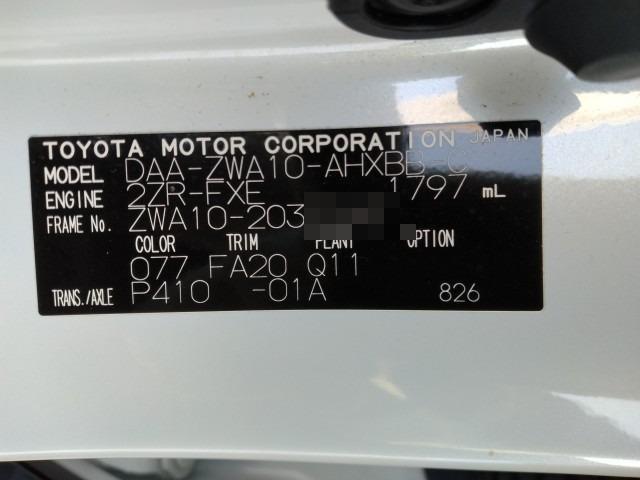 TOYOTA MOTOR CORPORATION JAPAN
MODEL DAA-ZWA10-AHXBB-C
ENGINE 2ZR-FXE 1797 mL
FRAME No. ZWA10-203
COLOR TRIM PLANT OPTION
077 FA20 Q11
TRANS./AXLE P410 -01A 826